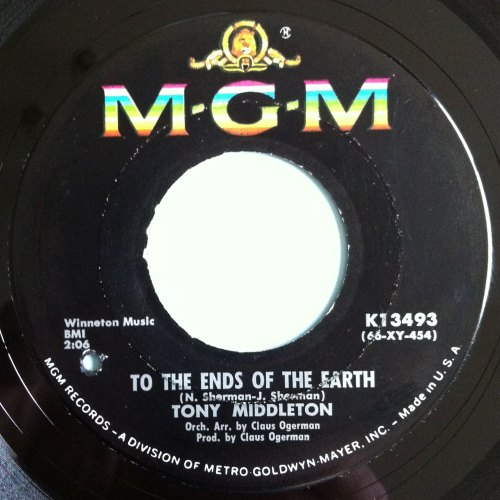 ®
M-G-M
Winneton Music
BMI
2:06
K13493
(66-XY-454)
TO THE ENDS OF THE EARTH
(N. Sherman-J. Sherman)
TONY MIDDLETON
Orch. Arr. by Claus Ogerman
Prod. by Claus Ogerman
MGM RECORDS - A DIVISION OF METRO-GOLDWYN-MAYER, INC. - Made in U.S.A.